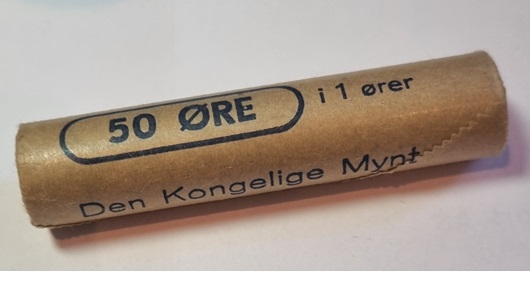 50 ØRE i 1 ører
Den Kongelige Mynt